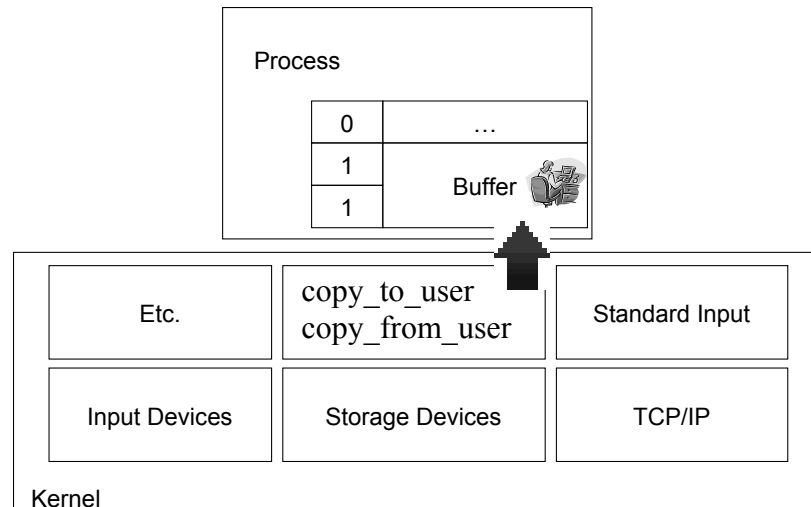 Process
0
…
1
Buffer
1
Etc.
copy_to_user
copy_from_user
Standard Input
Input Devices
Storage Devices
TCP/IP
Kernel